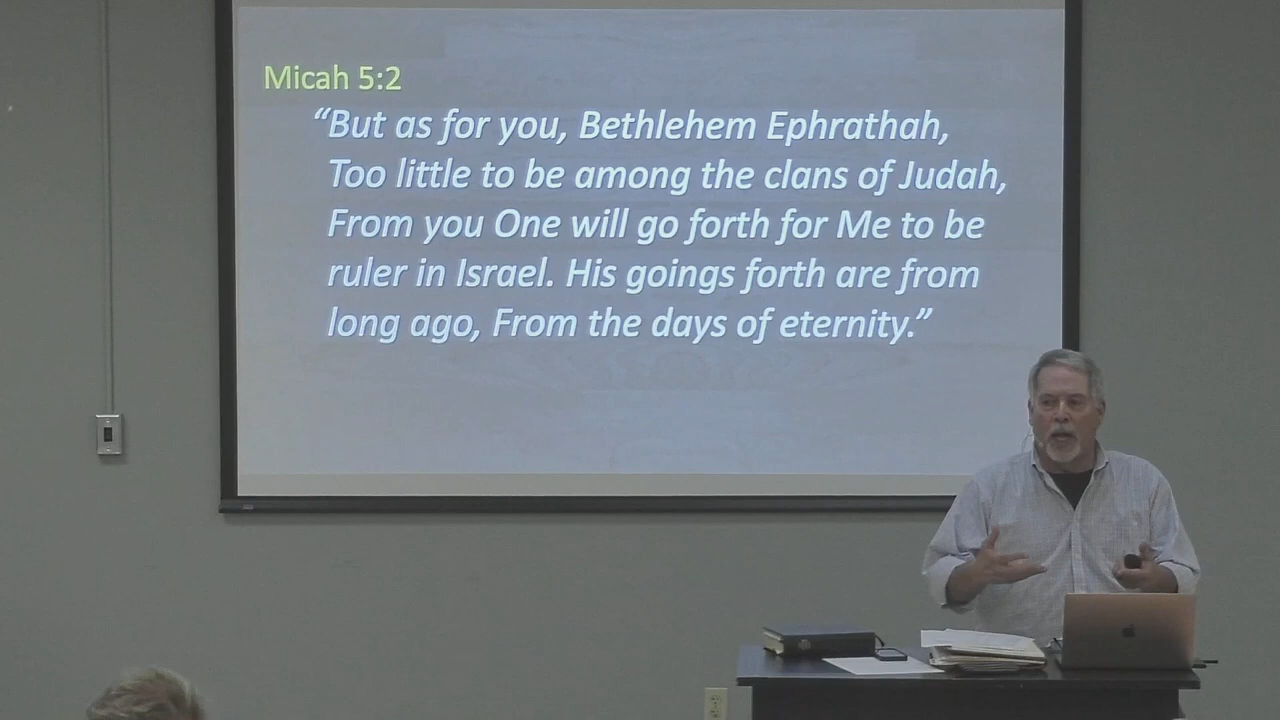 Micah 5:2
“But as for you, Bethlehem Ephrathah,
Too little to be among the clans of Judah,
From you One will go forth for Me to be
ruler in Israel. His goings forth are from
long ago, From the days of eternity.”